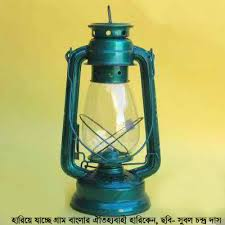 হারিয়ে যাচ্ছে গ্রাম বাংলার ঐতিহ্যবাহী হারিকেন, ছবি- সুবল চন্দ্র দাস